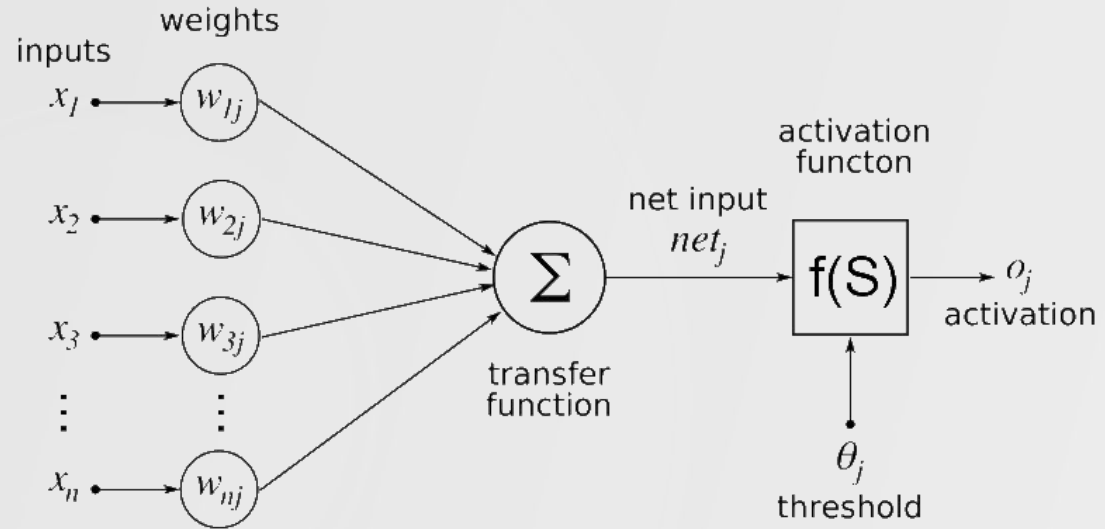 weights
inputs
x₁
w₁ⱼ
x₂
w₂ⱼ
x₃
w₃ⱼ
⋮ ⋮
xₙ
wₙⱼ
Σ
transfer
function
net input
netⱼ
activation
functon
f(S)
oⱼ
activation
θⱼ
threshold